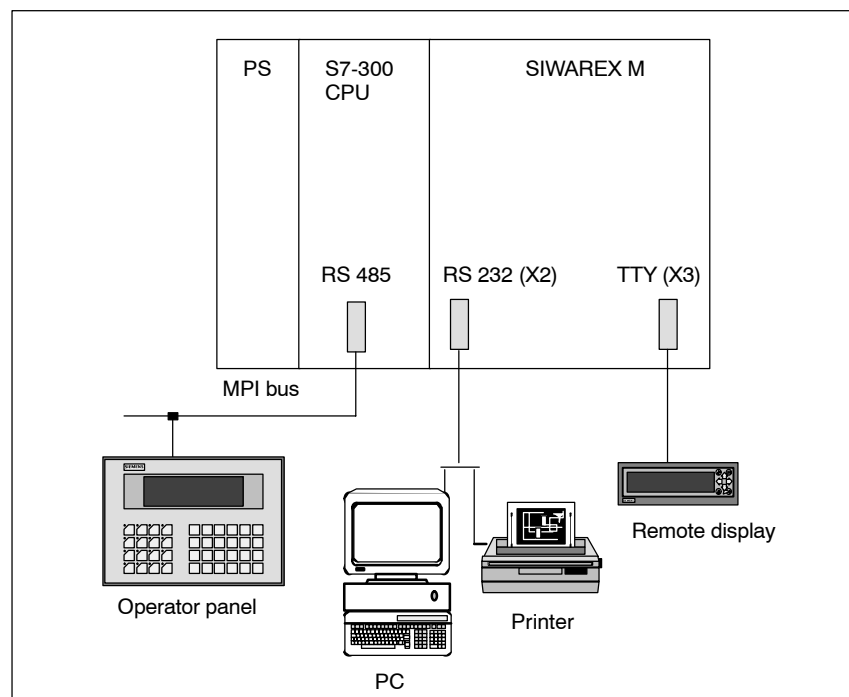 PS
S7-300
CPU
SIWAREX M
RS 485
RS 232 (X2)
TTY (X3)
MPI bus
SIEMENS
Operator panel
PC
Printer
Remote display